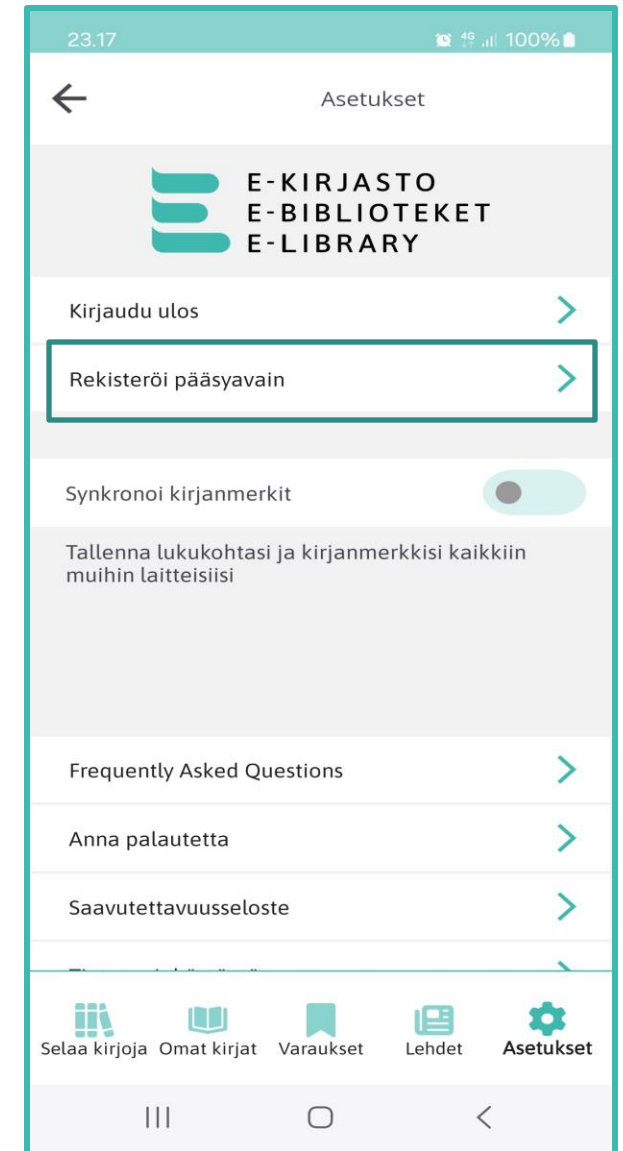 23.17 4G 100%
Asetukset
E-KIRJASTO
E-BIBLIOTEKET
E-LIBRARY
Kirjaudu ulos
Rekisteröi pääsyavain
Synkronoi kirjanmerkit
Tallenna lukukohtasi ja kirjanmerkkisi kaikkiin
muihin laitteisiisi
Frequently Asked Questions
Anna palautetta
Saavutettavuusseloste
Selaa kirjoja Omat kirjat Varaukset Lehdet Asetukset